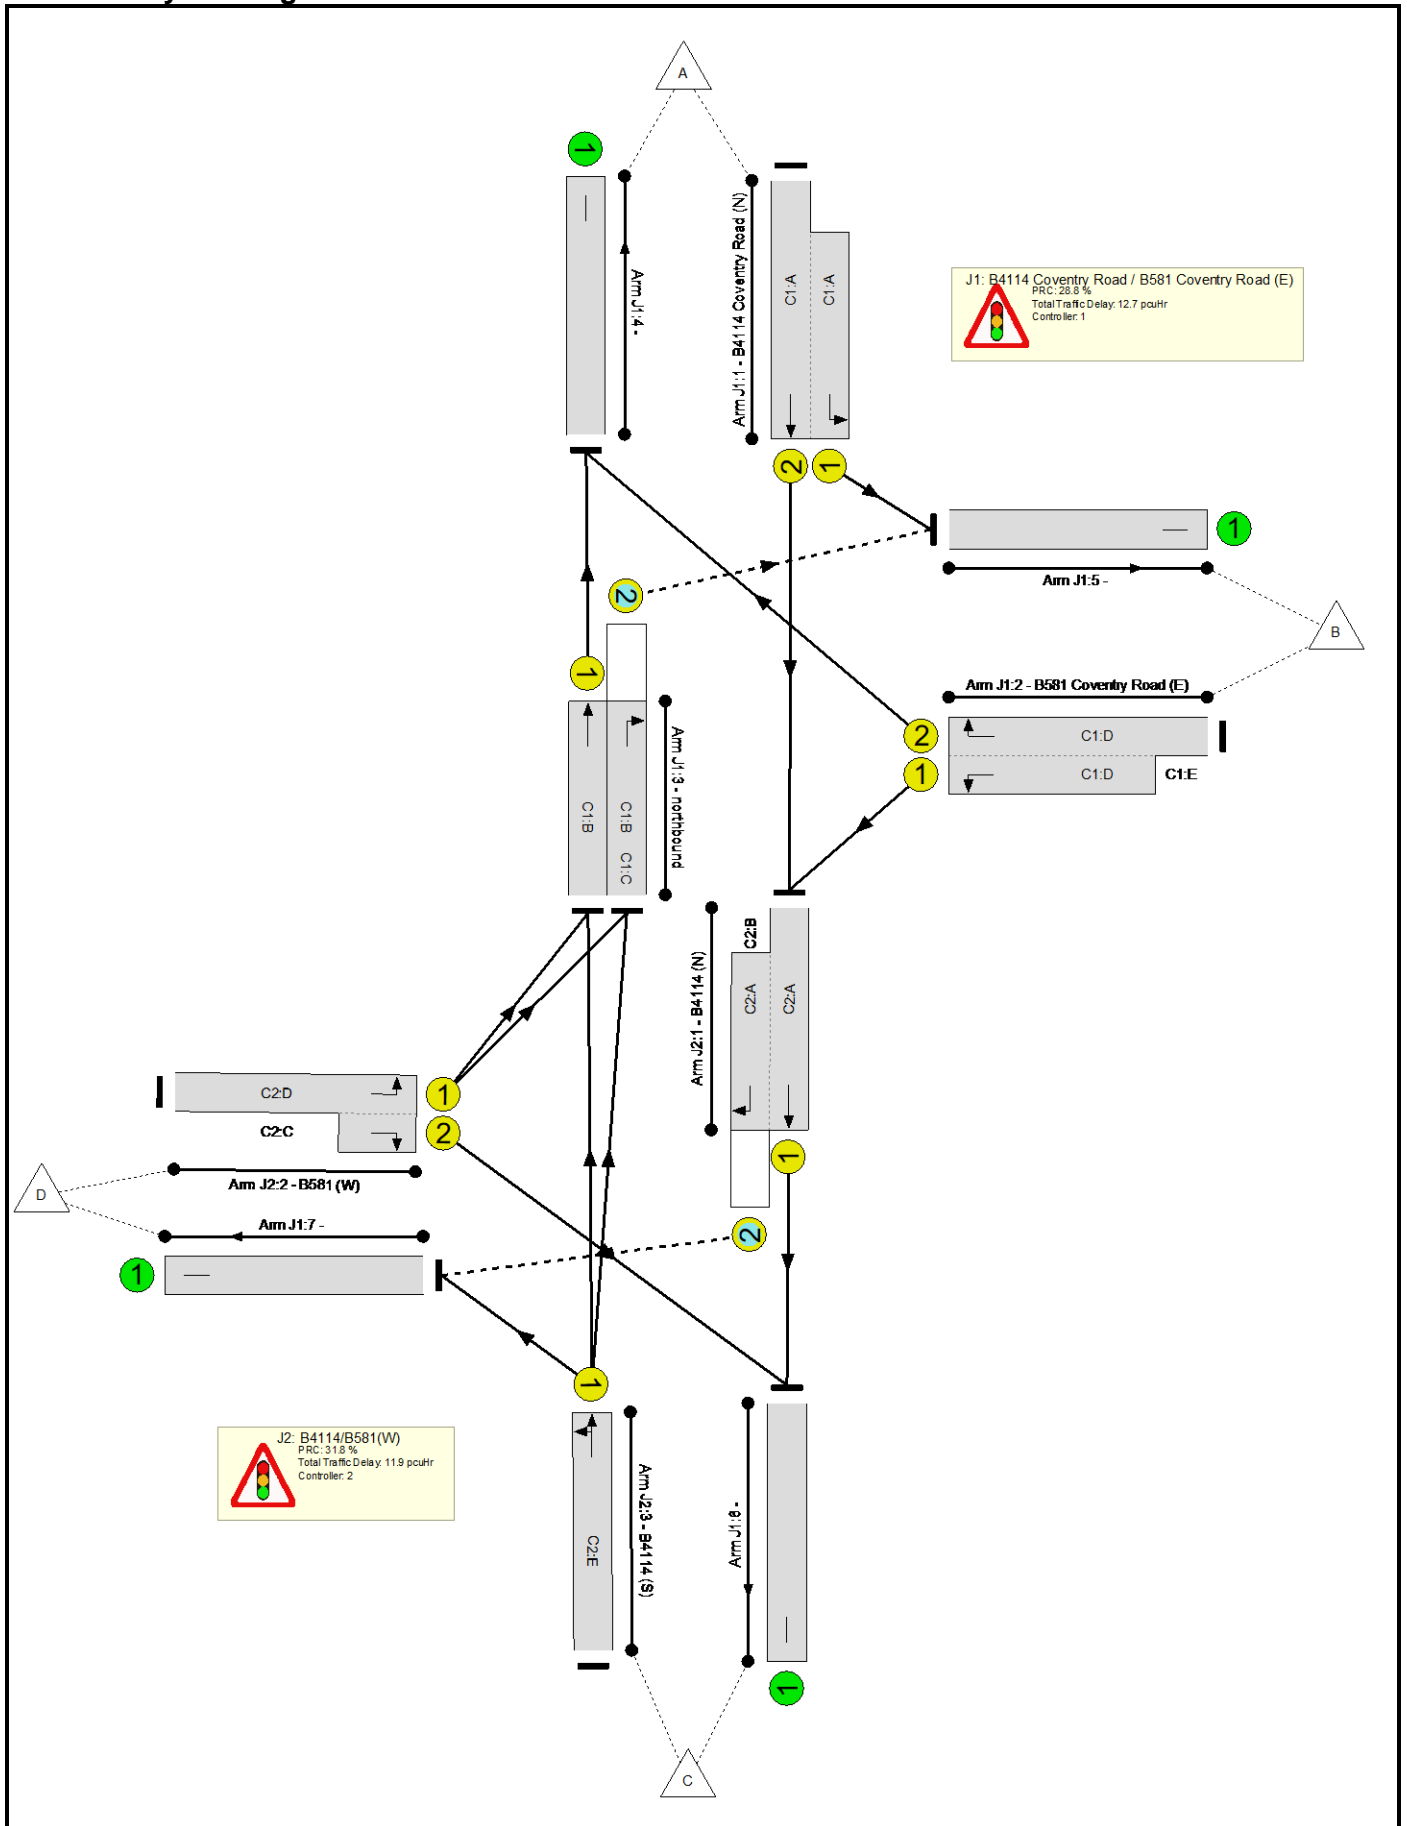 A
1
Arm J1:4 -
Arm J1:1 - B4114 Coventry Road (N)
C1:A
C1:A
J1: B4114 Coventry Road / B581 Coventry Road (E)
PRC: 28.8 %
Total Traffic Delay: 12.7 pcuHr
Controller: 1
2
1
1
Arm J1:5 -
2
B
1
Arm J1:2 - B581 Coventry Road (E)
2
C1:D
1
C1:D
C1:E
C1:B
C1:B
C1:C
Arm J1:3 - northbound
Arm J2:1 - B4114 (N)
C2:B
C2:A
C2:A
C2:D
1
C2:C
2
1
Arm J2:2 - B581 (W)
D
Arm J1:7 -
2
1
1
J2: B4114/B581(W)
PRC: 31.8 %
Total Traffic Delay: 11.9 pcuHr
Controller: 2
C2:E
Arm J2:3 - B4114 (S)
Arm J1:6 -
1
C